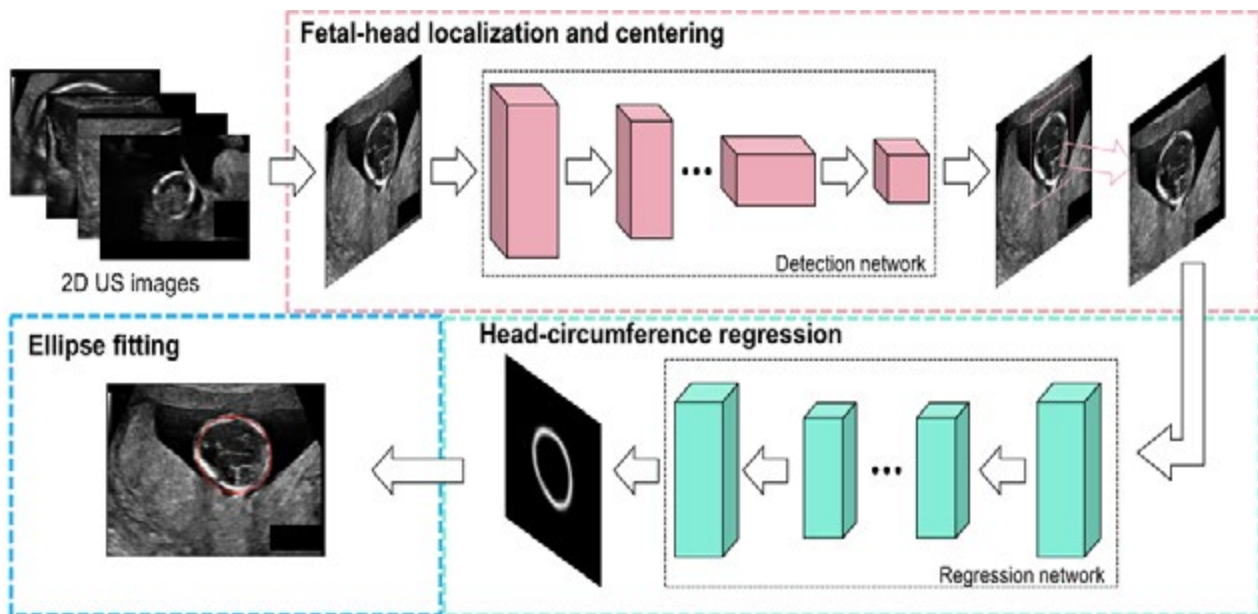 Fetal-head localization and centering
2D US images
Detection network
Ellipse fitting
Head-circumference regression
Regression network